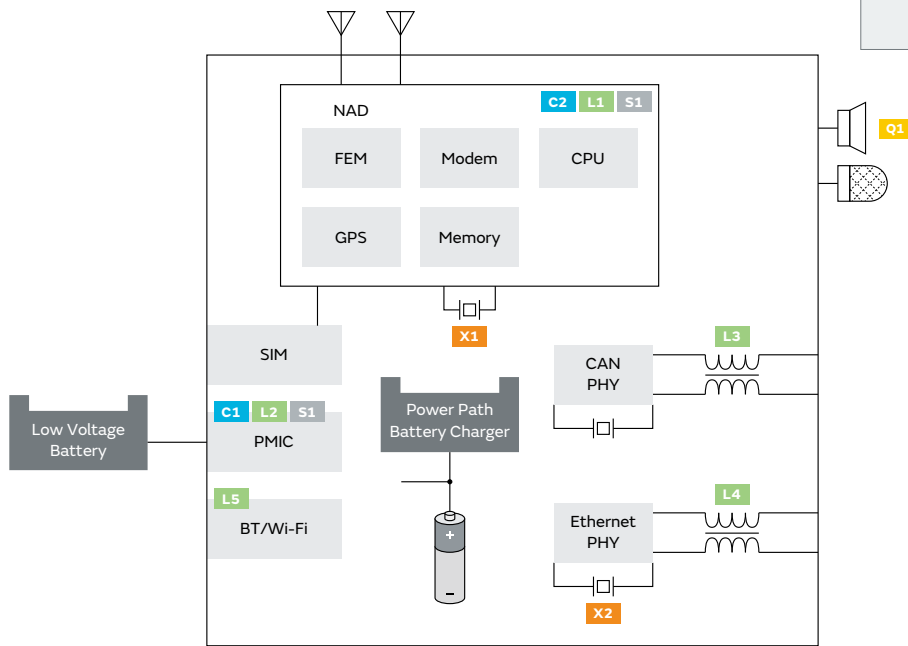 C2 L1 S1
NAD
Q1
FEM Modem CPU
GPS Memory
X1
SIM
L3
CAN
PHY
C1 L2 S1
Power Path
Battery Charger
Low Voltage
Battery
PMIC
L5
BT/Wi-Fi
L4
Ethernet
PHY
+
-
X2